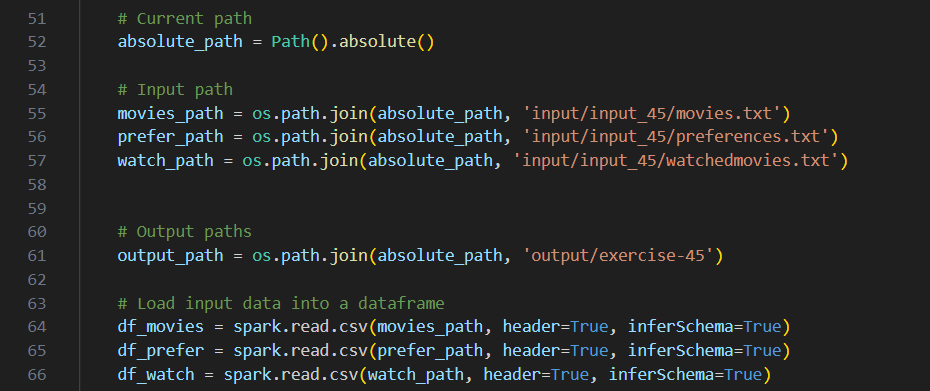 51 # Current path
52 absolute_path = Path().absolute()
53
54 # Input path
55 movies_path = os.path.join(absolute_path, 'input/input_45/movies.txt')
56 prefer_path = os.path.join(absolute_path, 'input/input_45/preferences.txt')
57 watch_path = os.path.join(absolute_path, 'input/input_45/watchedmovies.txt')
58
59
60 # Output paths
61 output_path = os.path.join(absolute_path, 'output/exercise-45')
62
63 # Load input data into a dataframe
64 df_movies = spark.read.csv(movies_path, header=True, inferSchema=True)
65 df_prefer = spark.read.csv(prefer_path, header=True, inferSchema=True)
66 df_watch = spark.read.csv(watch_path, header=True, inferSchema=True)